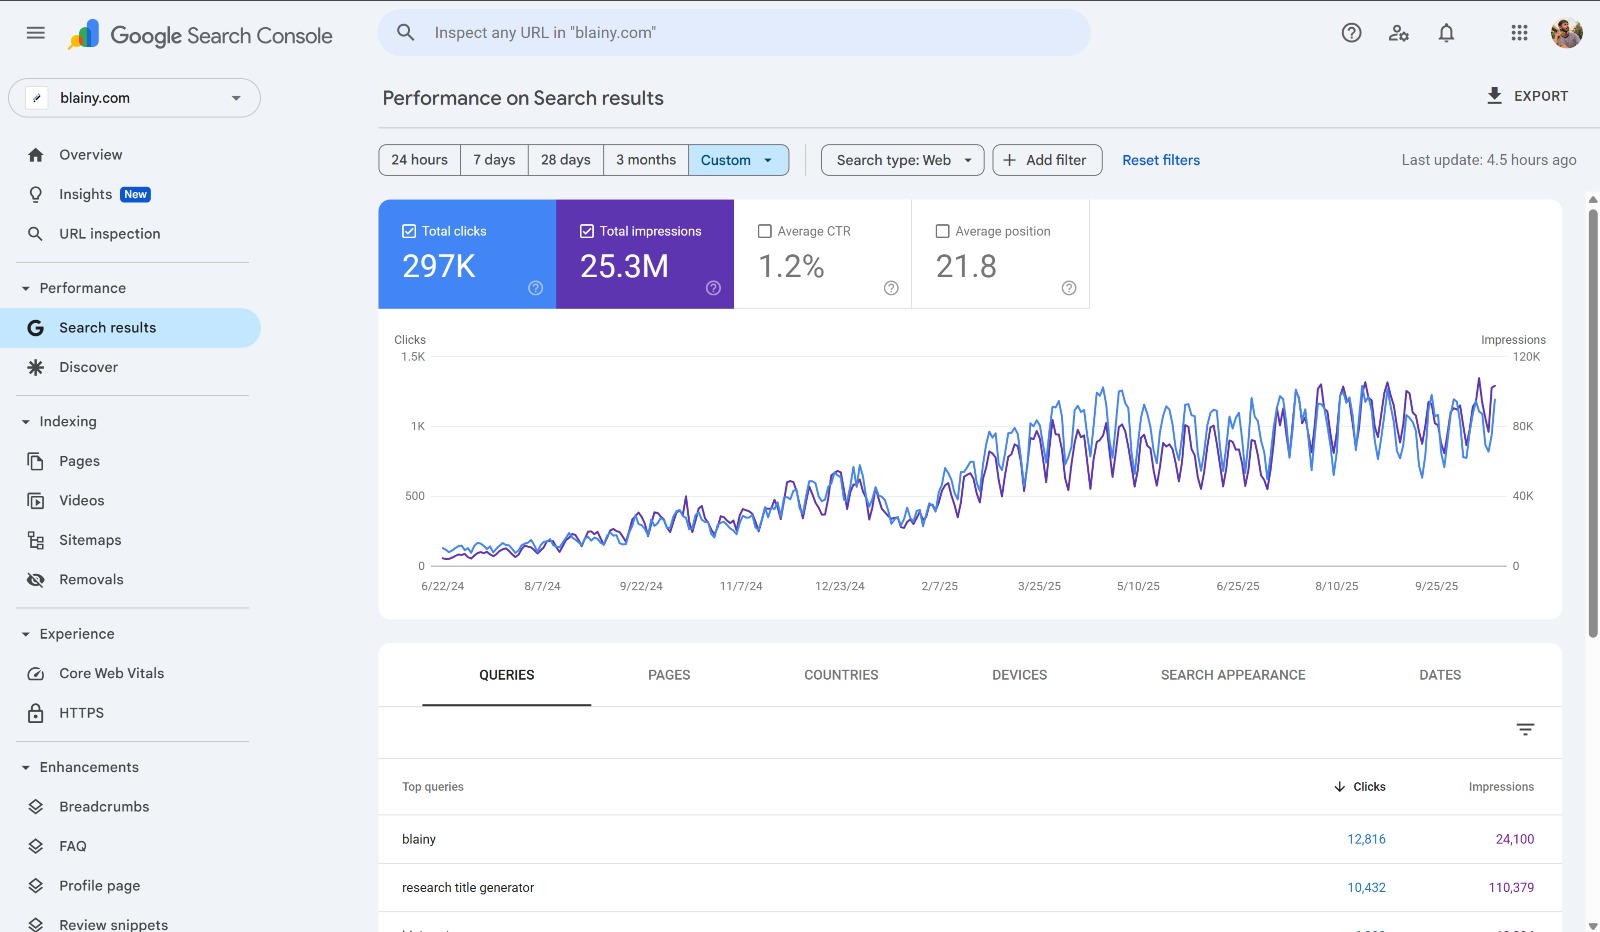 Google Search Console
Inspect any URL in "blainy.com"
blainy.com
Performance on Search results
EXPORT
Overview
Insights New
URL inspection
Performance
Search results
Discover
Indexing
Pages
Videos
Sitemaps
Removals
Experience
Core Web Vitals
HTTPS
Enhancements
Breadcrumbs
FAQ
Profile page
Review snippets
24 hours 7 days 28 days 3 months Custom Search type: Web Add filter Reset filters Last update: 4.5 hours ago
Total clicks
297K
Total impressions
25.3M
Average CTR
1.2%
Average position
21.8
Clicks Impressions
1.5K 120K
1K 80K
500 40K
0 0
6/22/24 8/7/24 9/22/24 11/7/24 12/23/24 2/7/25 3/25/25 5/10/25 6/25/25 8/10/25 9/25/25
QUERIES PAGES COUNTRIES DEVICES SEARCH APPEARANCE DATES
Top queries Clicks Impressions
blainy 12,816 24,100
research title generator 10,432 110,379